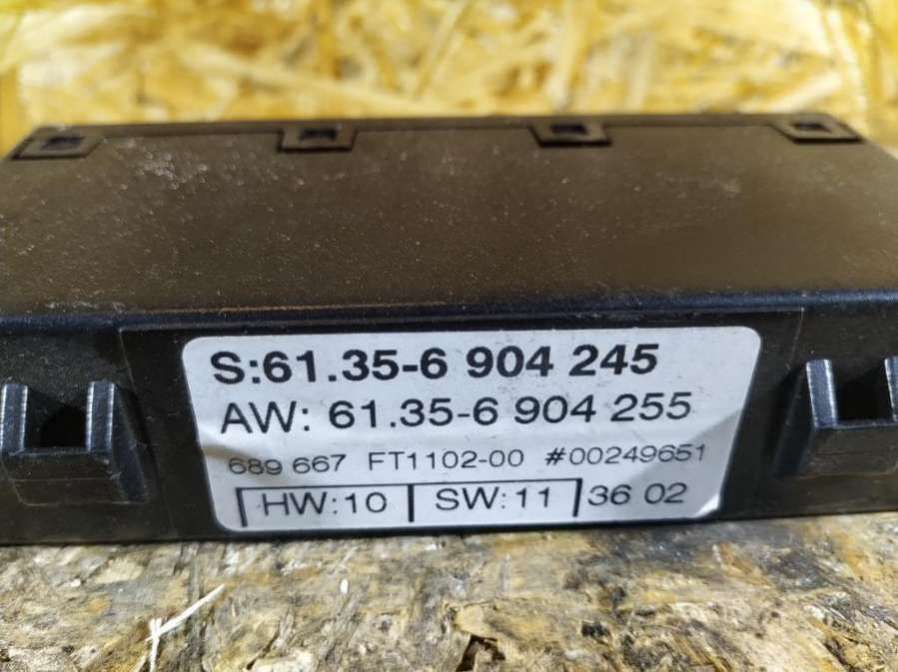 S:61.35-6 904 245
AW: 61.35-6 904 255
689 667 FT1102-00 #00249651
HW:10 SW:11 36 02